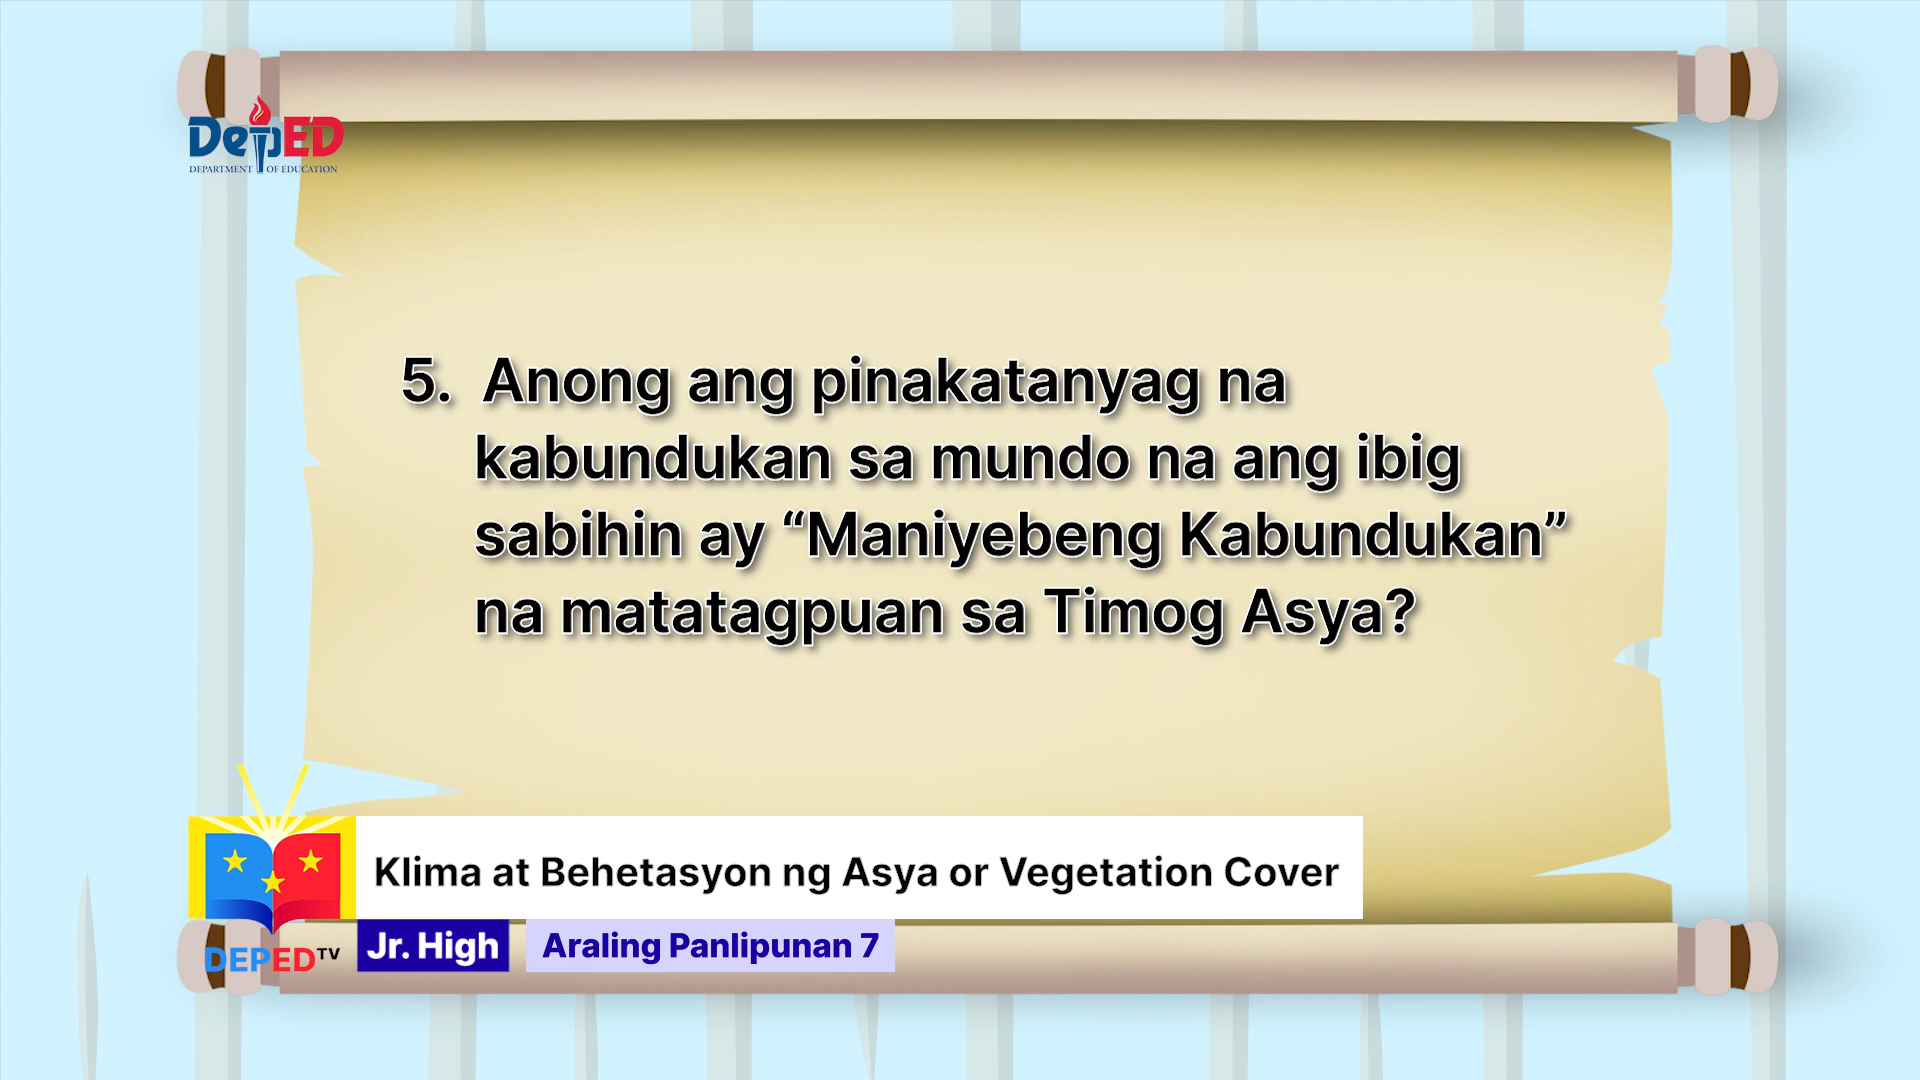 DepED
DEPARTMENT OF EDUCATION
5. Anong ang pinakatanyag na
kabundukan sa mundo na ang ibig
sabihin ay “Maniyebeng Kabundukan”
na matatagpuan sa Timog Asya?
Klima at Behetasyon ng Asya or Vegetation Cover
DEPED TV
Jr. High
Araling Panlipunan 7